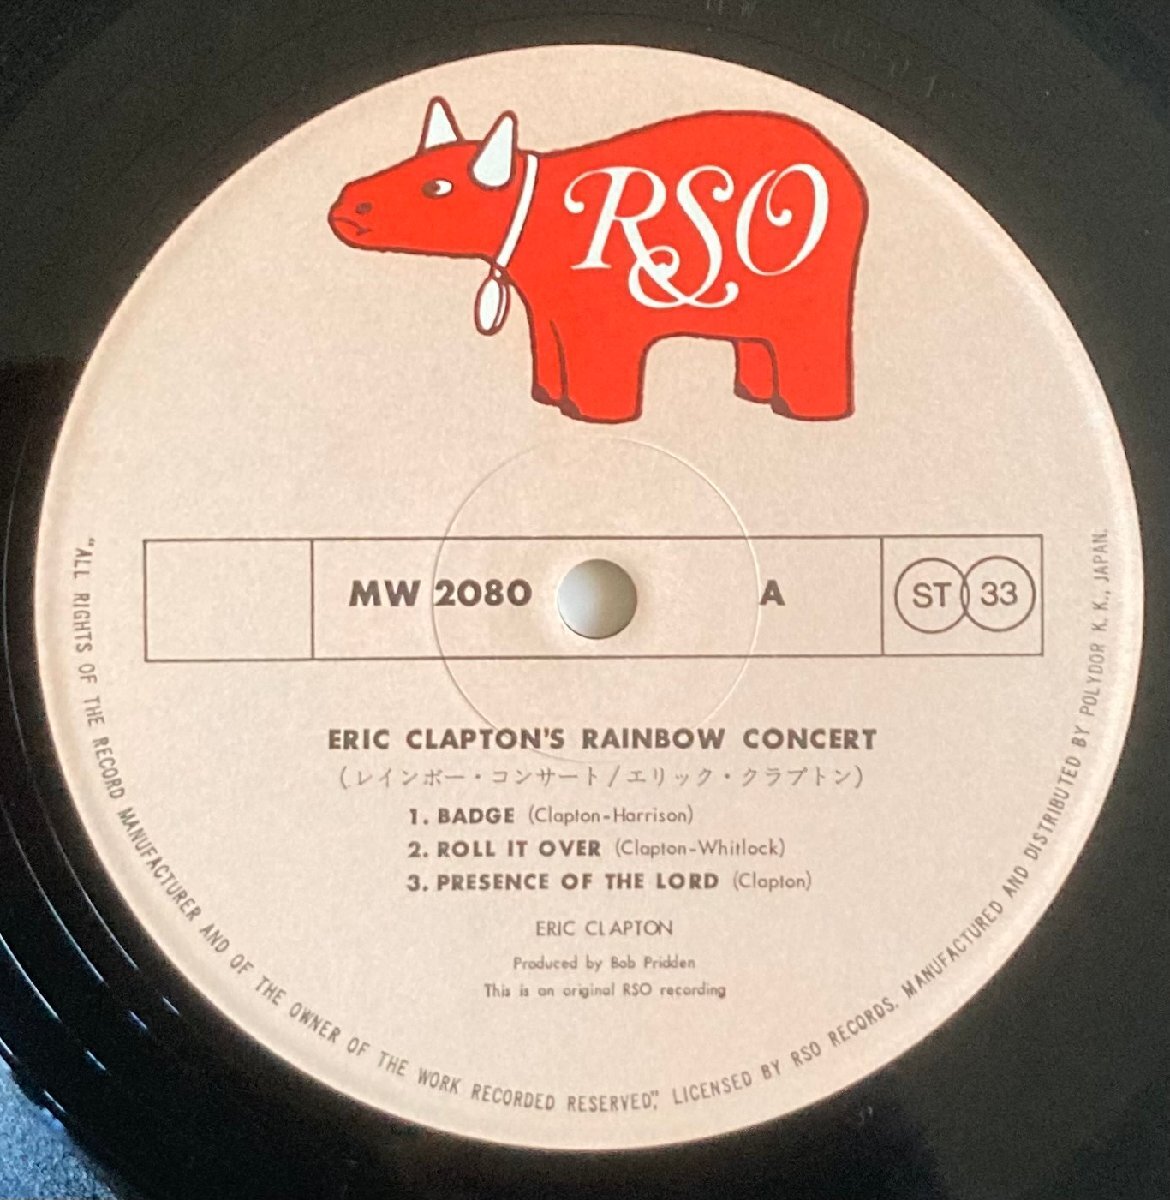 RSO
MW 2080 A ST 33
ERIC CLAPTON'S RAINBOW CONCERT
(レインボー・コンサート/エリック・クラプトン)
1. BADGE (Clapton-Harrison)
2. ROLL IT OVER (Clapton-Whitlock)
3. PRESENCE OF THE LORD (Clapton)
ERIC CLAPTON
Produced by Bob Pridden
This is an original RSO recording
"ALL RIGHTS OF THE RECORD MANUFACTURER AND OF THE OWNER OF THE WORK RECORDED RESERVED", LICENSED BY RSO RECORDS. MANUFACTURED AND DISTRIBUTED BY POLYDOR K. K., JAPAN.